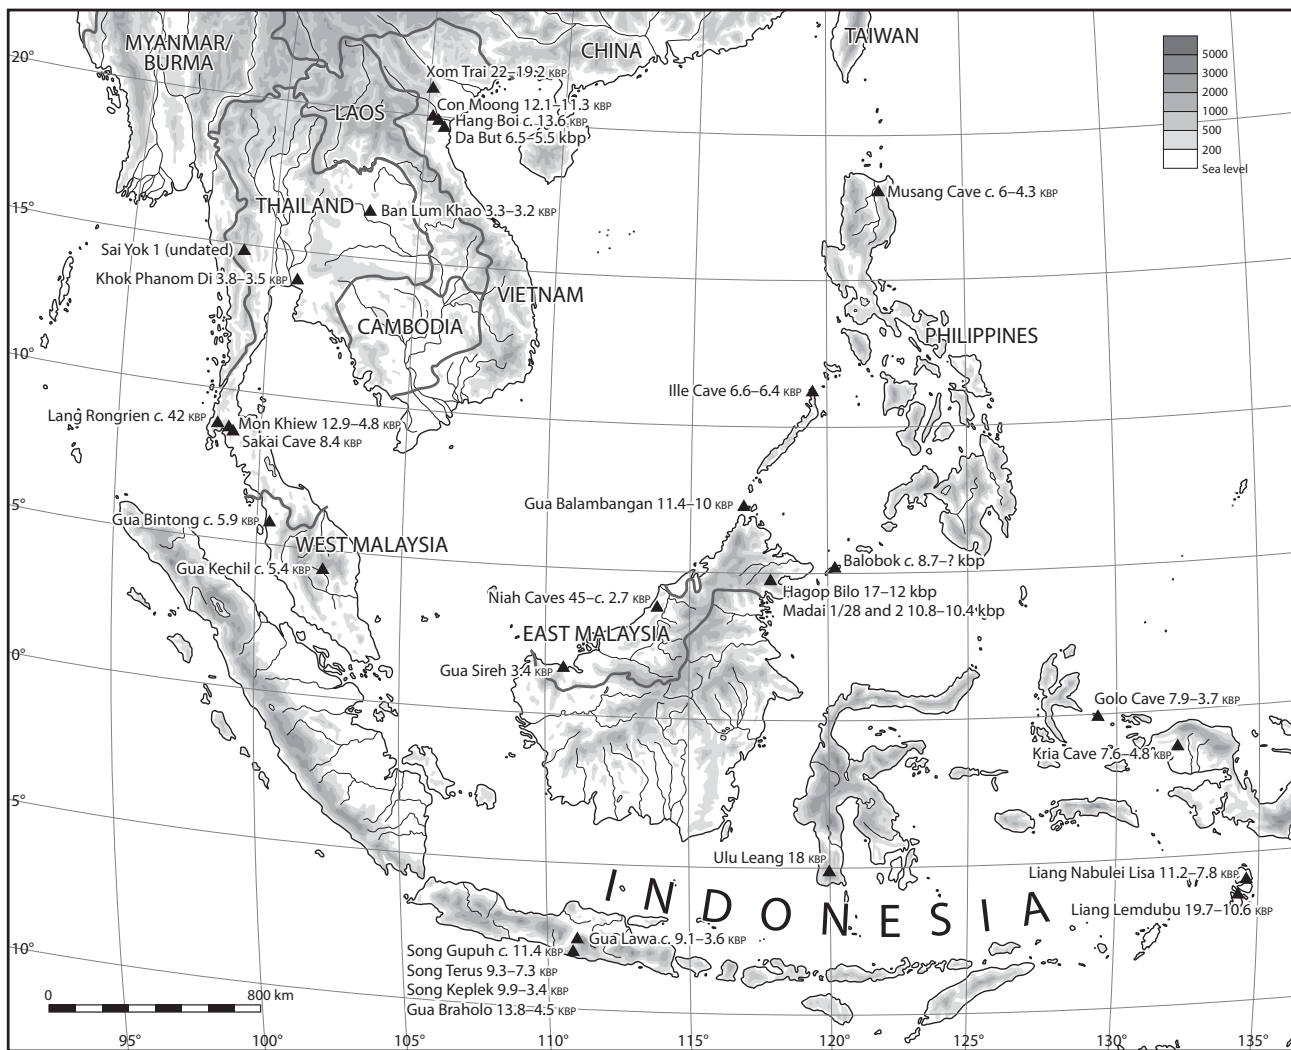 MYANMAR/
BURMA
CHINA
TAIWAN
20°
Xom Trai 22–19.2 KBP
Con Moong 12.1–11.3 KBP
LAOS
Hang Boi c. 13.6 KBP
Da But 6.5–5.5 kbp
5000
3000
2000
1000
500
200
Sea level
Musang Cave c. 6–4.3 KBP
15°
THAILAND
Ban Lum Khao 3.3–3.2 KBP
Sai Yok 1 (undated)
Khok Phanom Di 3.8–3.5 KBP
VIETNAM
CAMBODIA
PHILIPPINES
10°
Ille Cave 6.6–6.4 KBP
Lang Rongrien c. 42 KBP
Mon Khiew 12.9–4.8 KBP
Sakai Cave 8.4 KBP
5°
Gua Balambangan 11.4–10 KBP
Gua Bintong c. 5.9 KBP
WEST MALAYSIA
Gua Kechil c. 5.4 KBP
Balobok c. 8.7–? kbp
Hagop Bilo 17–12 kbp
Madai 1/28 and 2 10.8–10.4 kbp
Niah Caves 45–c. 2.7 KBP
EAST MALAYSIA
0°
Gua Sireh 3.4 KBP
Golo Cave 7.9–3.7 KBP
Kria Cave 7.6–4.8 KBP
5°
Ulu Leang 18 KBP
Liang Nabulei Lisa 11.2–7.8 KBP
INDONESIA
Liang Lemdubu 19.7–10.6 KBP
10°
Gua Lawa c. 9.1–3.6 KBP
Song Gupuh c. 11.4 KBP
Song Terus 9.3–7.3 KBP
Song Keplek 9.9–3.4 KBP
Gua Braholo 13.8–4.5 KBP
0 800 km
95° 100° 105° 110° 115° 120° 125° 130° 135°